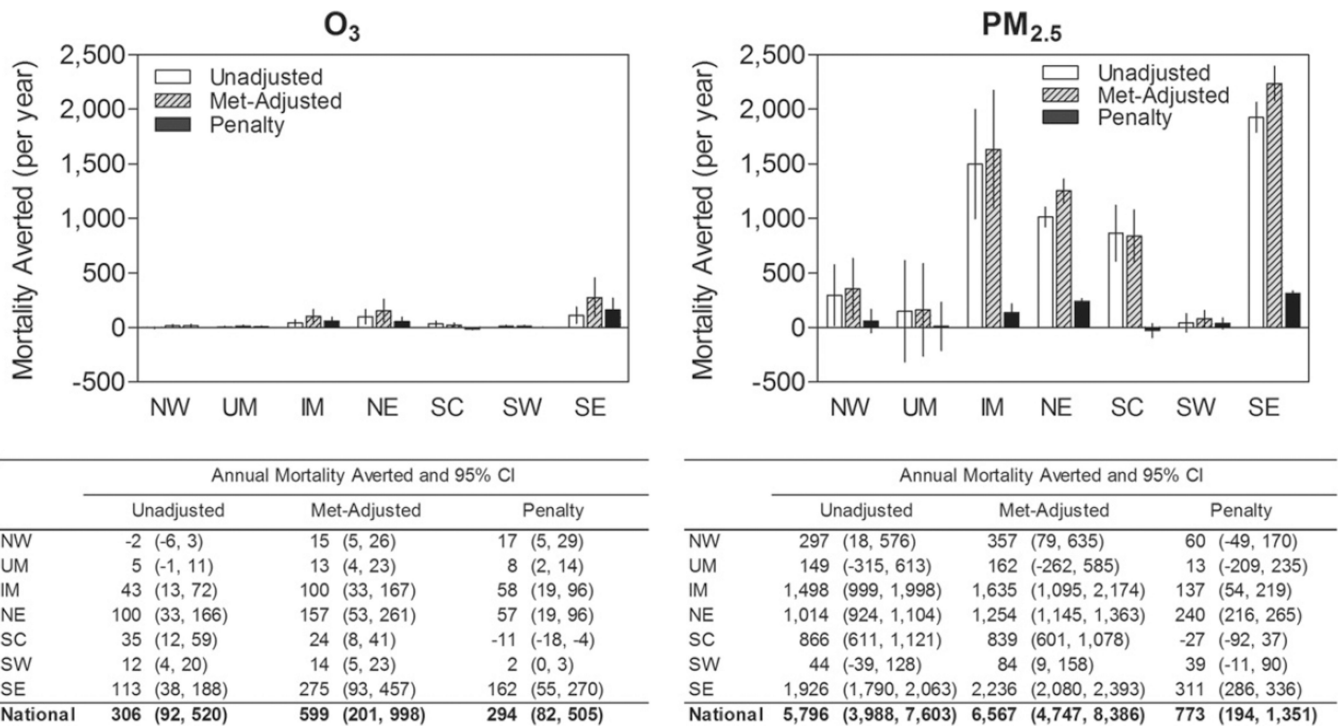 O3
Mortality Averted (per year)
2,500
2,000
1,500
1,000
500
0
-500
Unadjusted
Met-Adjusted
Penalty
NW UM IM NE SC SW SE
PM2.5
Mortality Averted (per year)
2,500
2,000
1,500
1,000
500
0
-500
Unadjusted
Met-Adjusted
Penalty
NW UM IM NE SC SW SE
Annual Mortality Averted and 95% CI
Unadjusted Met-Adjusted Penalty
NW -2 (-6, 3) 15 (5, 26) 17 (5, 29)
UM 5 (-1, 11) 13 (4, 23) 8 (2, 14)
IM 43 (13, 72) 100 (33, 167) 58 (19, 96)
NE 100 (33, 166) 157 (53, 261) 57 (19, 96)
SC 35 (12, 59) 24 (8, 41) -11 (-18, -4)
SW 12 (4, 20) 14 (5, 23) 2 (0, 3)
SE 113 (38, 188) 275 (93, 457) 162 (55, 270)
National 306 (92, 520) 599 (201, 998) 294 (82, 505)
Annual Mortality Averted and 95% CI
Unadjusted Met-Adjusted Penalty
NW 297 (18, 576) 357 (79, 635) 60 (-49, 170)
UM 149 (-315, 613) 162 (-262, 585) 13 (-209, 235)
IM 1,498 (999, 1,998) 1,635 (1,095, 2,174) 137 (54, 219)
NE 1,014 (924, 1,104) 1,254 (1,145, 1,363) 240 (216, 265)
SC 866 (611, 1,121) 839 (601, 1,078) -27 (-92, 37)
SW 44 (-39, 128) 84 (9, 158) 39 (-11, 90)
SE 1,926 (1,790, 2,063) 2,236 (2,080, 2,393) 311 (286, 336)
National 5,796 (3,988, 7,603) 6,567 (4,747, 8,386) 773 (194, 1,351)